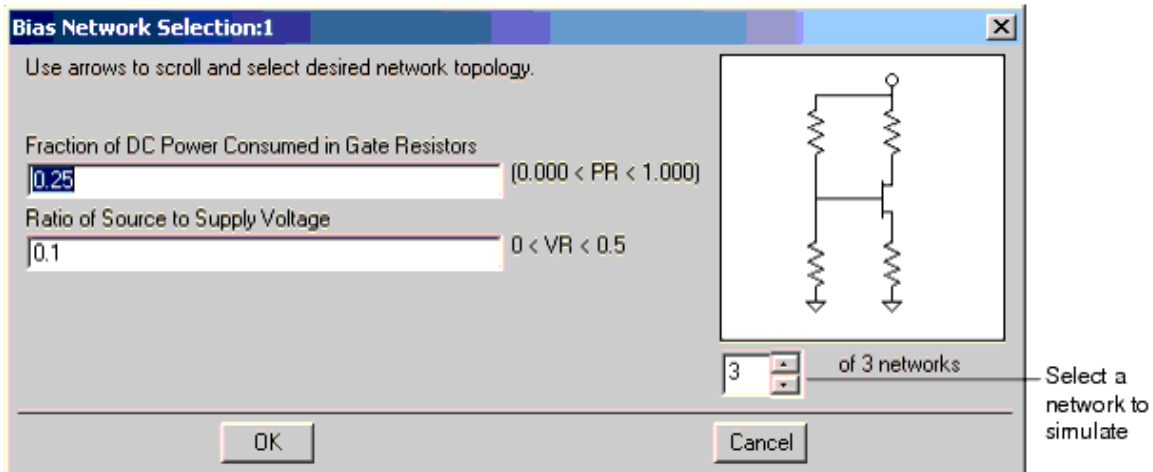 Bias Network Selection:1
Use arrows to scroll and select desired network topology.
Fraction of DC Power Consumed in Gate Resistors
0.25 (0.000 < PR < 1.000)
Ratio of Source to Supply Voltage
0.1 0 < VR < 0.5
3 of 3 networks
Select a
network to
simulate
OK Cancel